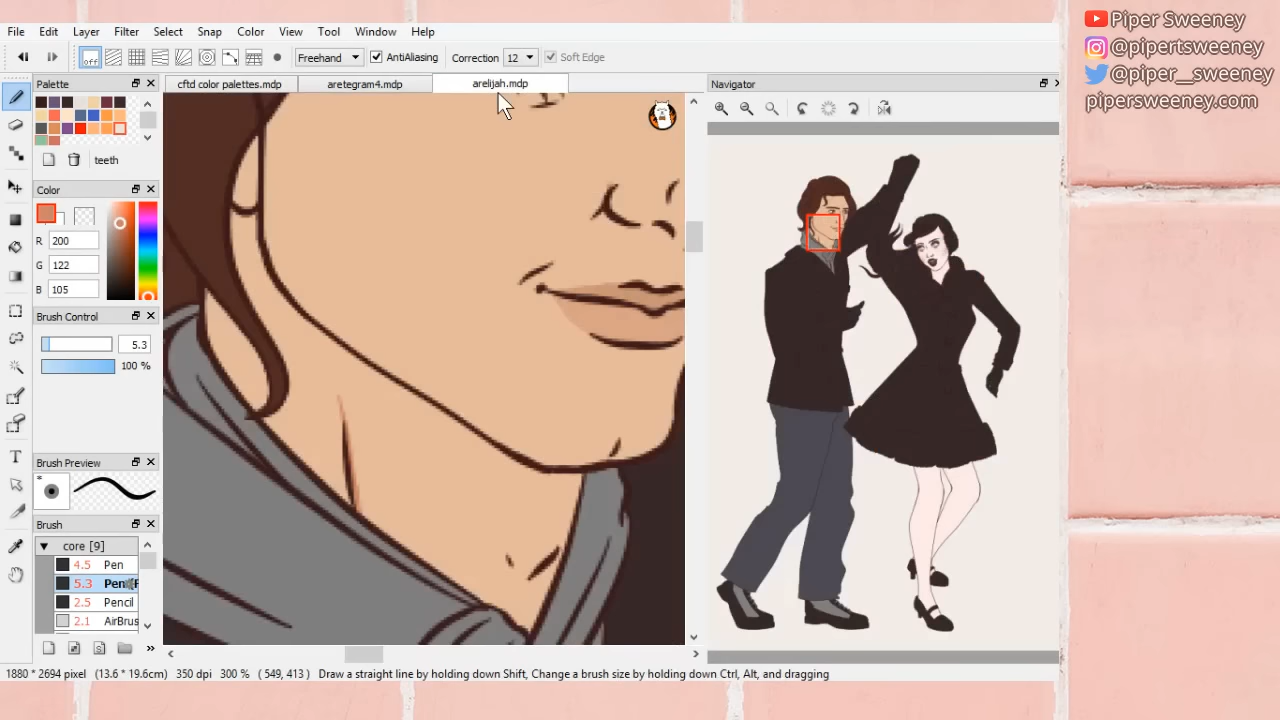 File Edit Layer Filter Select Snap Color View Tool Window Help
off Freehand AntiAliasing Correction 12 Soft Edge
Palette
teeth
Color
R 200
G 122
B 105
Brush Control
5.3
100 %
Brush Preview
*
Brush
core [9]
4.5 Pen
5.3 Pen
2.5 Pencil
2.1 AirBrus
cftd color palettes.mdp aretegram4.mdp arelijah.mdp
Navigator
1880 * 2694 pixel (13.6 * 19.6cm) 350 dpi 300 % ( 549, 413 ) Draw a straight line by holding down Shift, Change a brush size by holding down Ctrl, Alt, and dragging
Piper Sweeney
@pipertsweeney
@piper__sweeney
pipersweeney.com